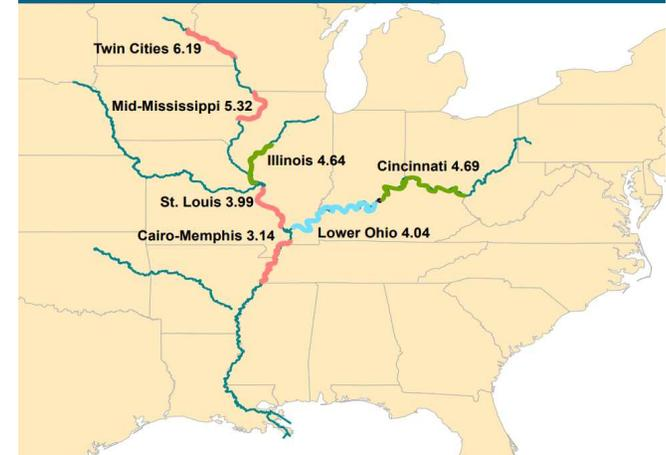 Twin Cities 6.19
Mid-Mississippi 5.32
Illinois 4.64
Cincinnati 4.69
St. Louis 3.99
Lower Ohio 4.04
Cairo-Memphis 3.14